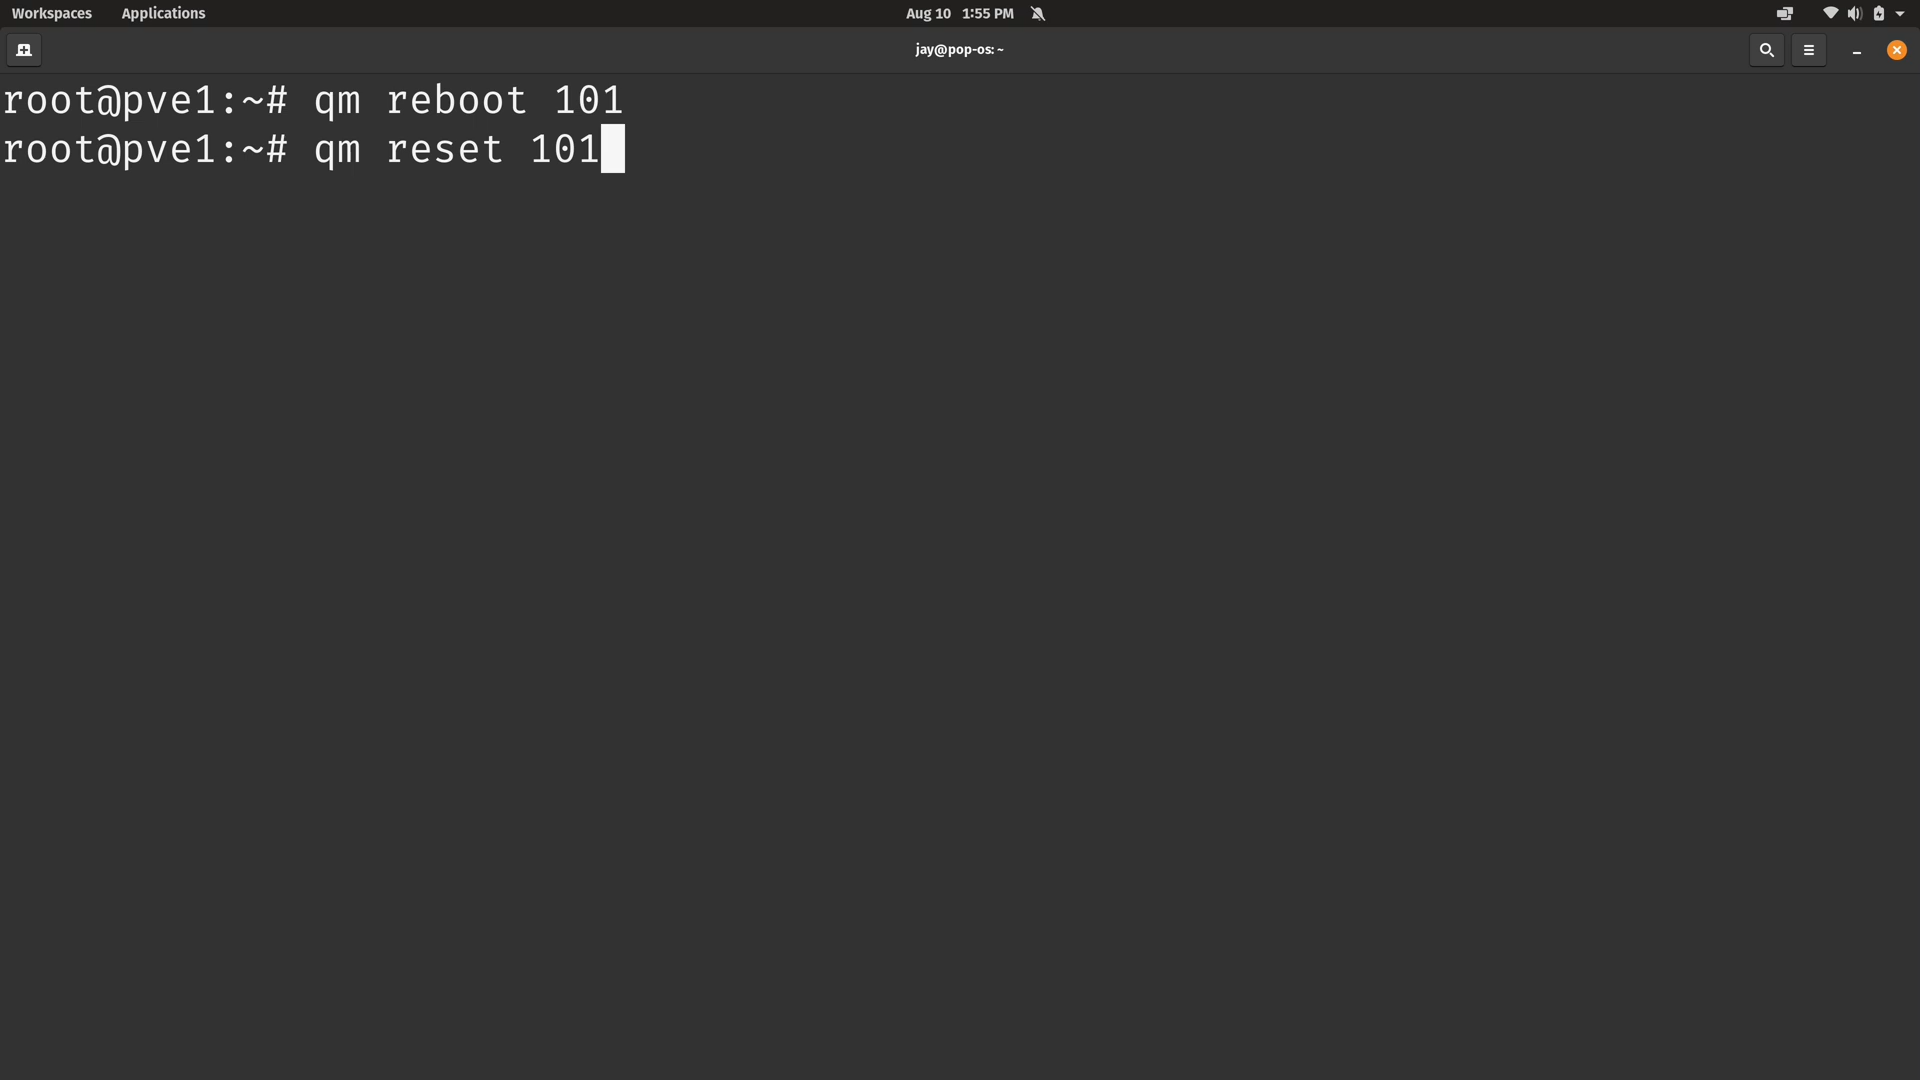 Workspaces Applications Aug 10 1:55 PM
jay@pop-os: ~
root@pve1:~# qm reboot 101
root@pve1:~# qm reset 101